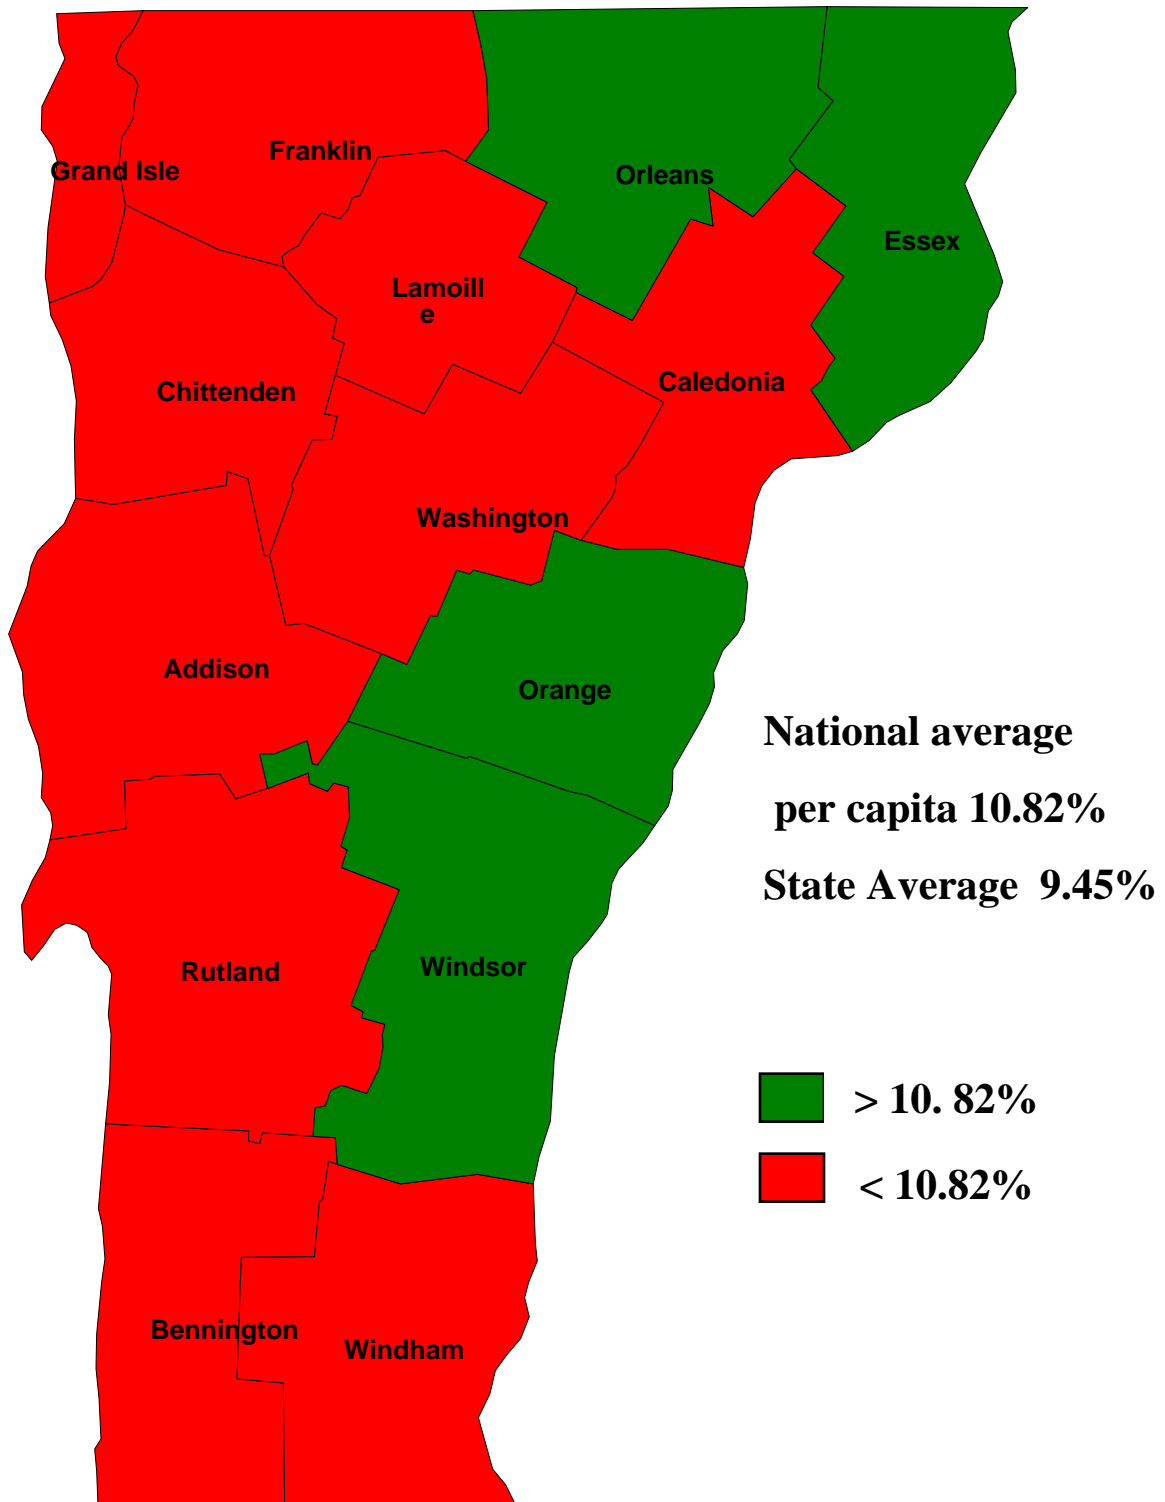 Franklin
Grand Isle
Orleans
Essex
Lamoill
e
Caledonia
Chittenden
Washington
Addison
Orange
National average
per capita 10.82%
State Average 9.45%
Windsor
Rutland
> 10. 82%
< 10.82%
Bennington
Windham